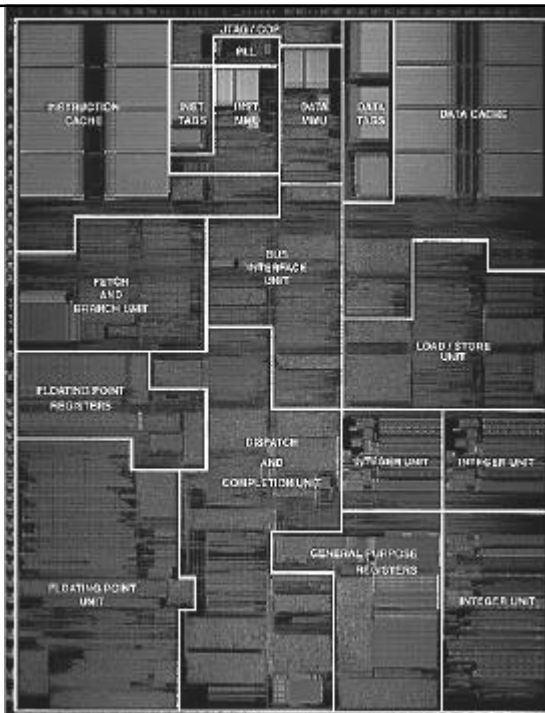 JTAG / COP
PLL
INSTRUCTION
CACHE
INST
TAGS
INST
MMU
DATA
MMU
DATA
TAGS
DATA CACHE
FETCH
AND
BRANCH UNIT
BUS
INTERFACE
UNIT
LOAD / STORE
UNIT
FLOATING POINT
REGISTERS
DISPATCH
AND
COMPLETION UNIT
INTEGER UNIT
INTEGER UNIT
GENERAL PURPOSE
REGISTERS
FLOATING POINT
UNIT
INTEGER UNIT